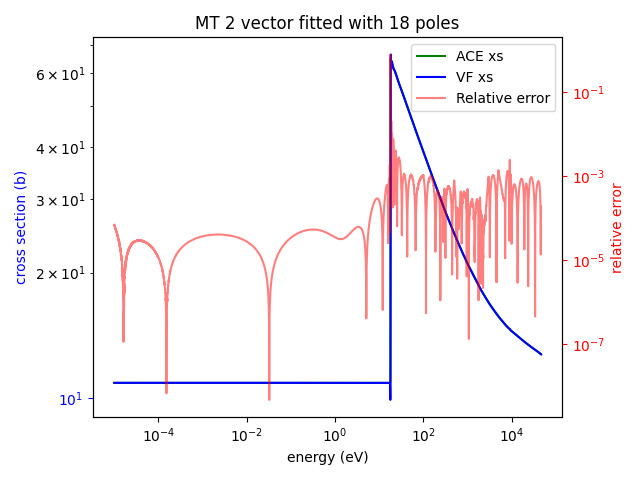 MT 2 vector fitted with 18 poles
ACE xs
VF xs
Relative error
6 × 10¹
4 × 10¹
3 × 10¹
2 × 10¹
10¹
cross section (b)
10⁻¹
10⁻³
10⁻⁵
10⁻⁷
relative error
10⁻⁴
10⁻²
10⁰
10²
10⁴
energy (eV)